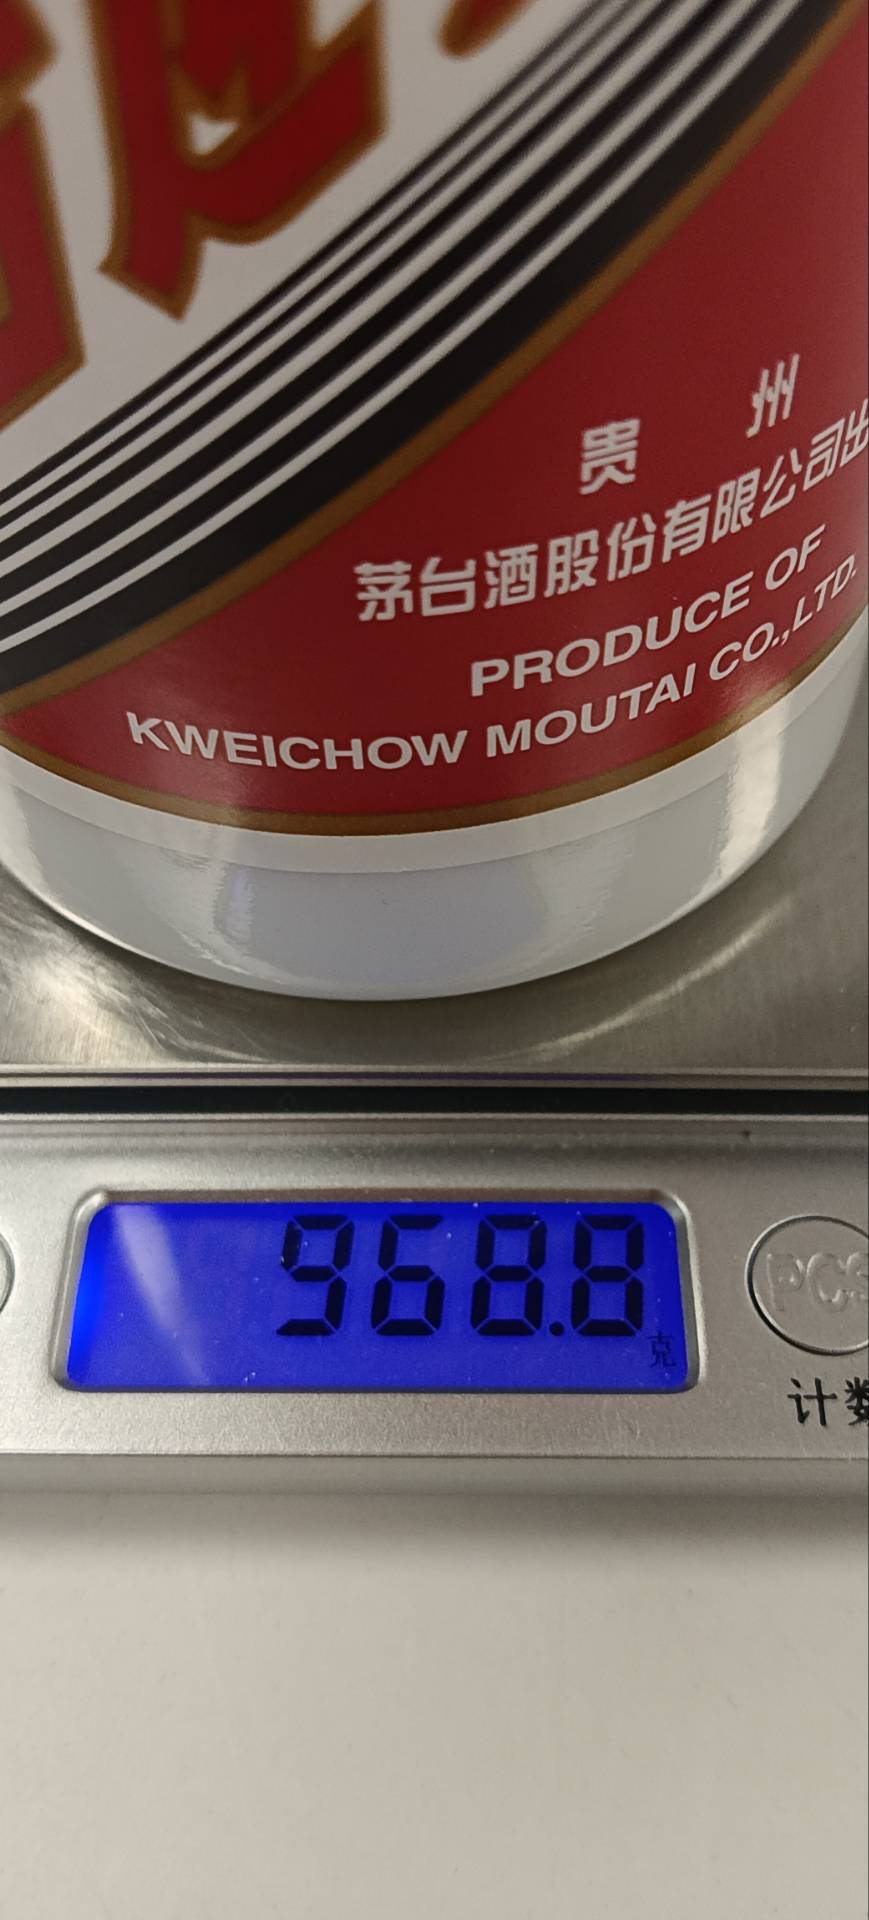 贵 州
茅台酒股份有限公司出
PRODUCE OF
KWEICHOW MOUTAI CO.,LTD.
968.8
克
PCS
计数